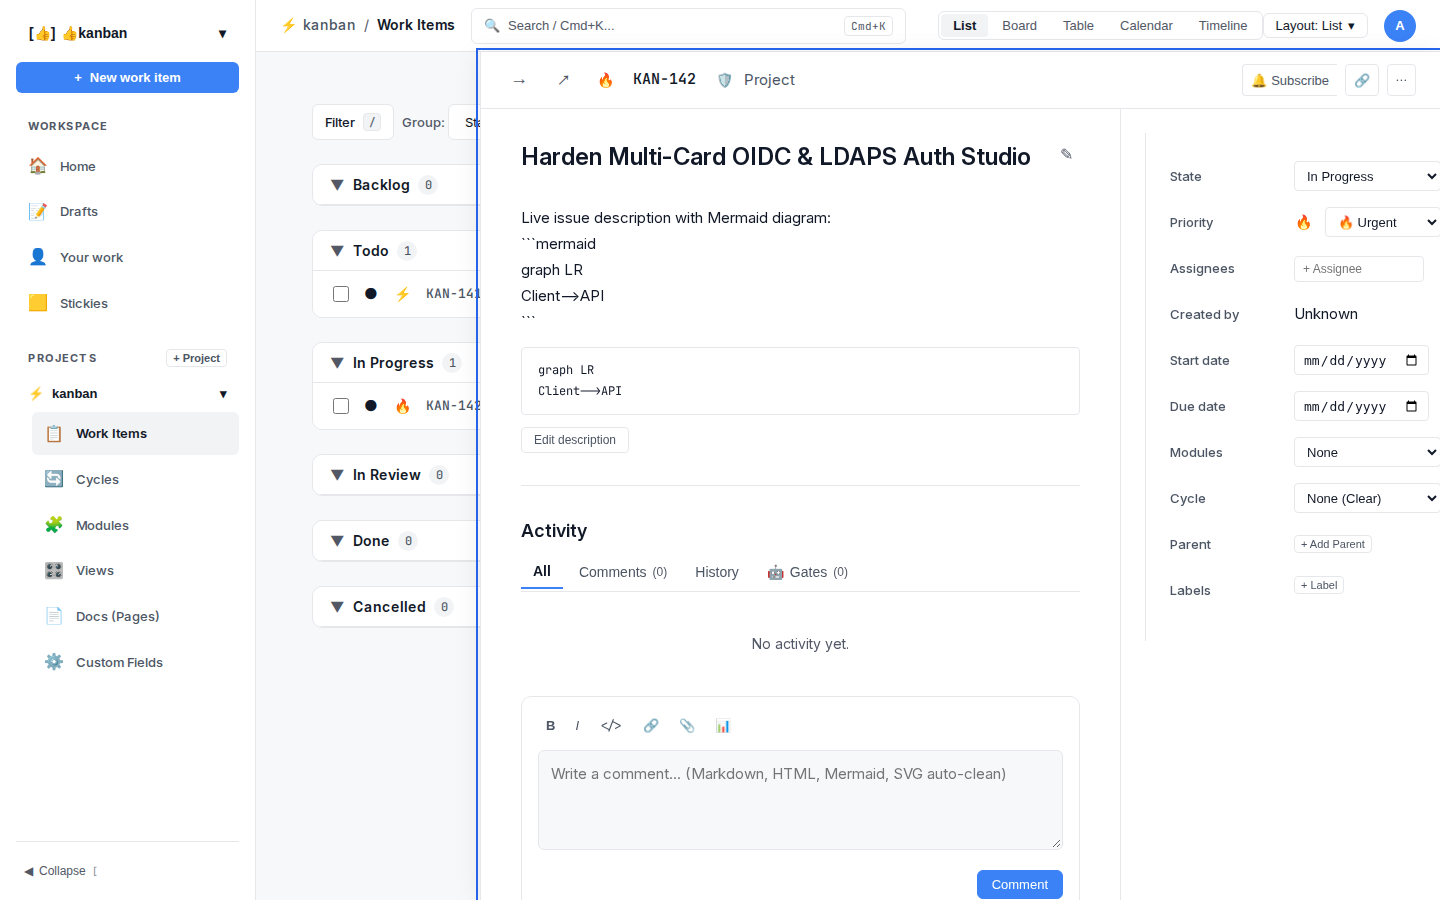 [👍] 👍kanban ▾
+ New work item
WORKSPACE
🏠 Home
📝 Drafts
👤 Your work
🟨 Stickies
PROJECTS + Project
⚡ kanban ▾
📋 Work Items
🔄 Cycles
🧩 Modules
🎛️ Views
📄 Docs (Pages)
⚙️ Custom Fields
◀ Collapse [
⚡ kanban / Work Items
🔍 Search / Cmd+K... Cmd+K
List Board Table Calendar Timeline
Layout: List ▾
A
Filter /
Group:
▼ Backlog 0
▼ Todo 1
⚡ KAN-141
▼ In Progress 1
🔥 KAN-142
▼ In Review 0
▼ Done 0
▼ Cancelled 0
→ ↗ 🔥 KAN-142 🛡️ Project
🔔 Subscribe 🔗 ···
Harden Multi-Card OIDC & LDAPS Auth Studio ✎
Live issue description with Mermaid diagram:
```mermaid
graph LR
Client-->API
```
graph LR
Client-->API
Edit description
Activity
All Comments (0) History 🤖 Gates (0)
No activity yet.
B I </> 🔗 📎 📊
Write a comment... (Markdown, HTML, Mermaid, SVG auto-clean)
Comment
State In Progress
Priority 🔥 🔥 Urgent
Assignees + Assignee
Created by Unknown
Start date mm/dd/yyyy
Due date mm/dd/yyyy
Modules None
Cycle None (Clear)
Parent + Add Parent
Labels + Label